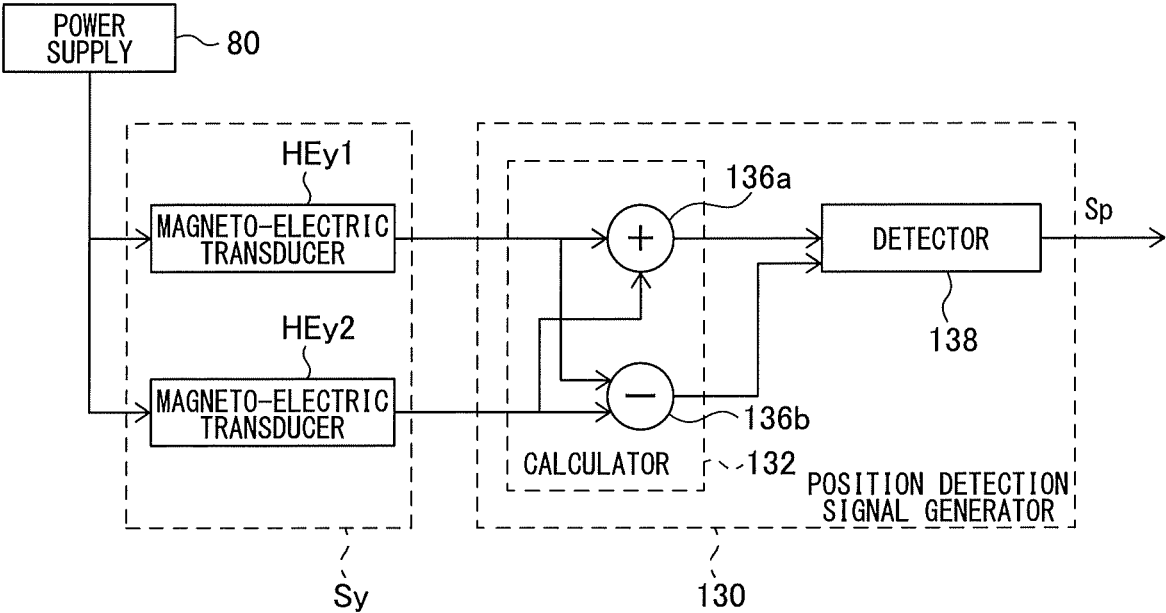 POWER
SUPPLY
80
HEy1
MAGNETO-ELECTRIC
TRANSDUCER
HEy2
MAGNETO-ELECTRIC
TRANSDUCER
Sy
136a
+
−
136b
CALCULATOR
132
DETECTOR
138
Sp
POSITION DETECTION
SIGNAL GENERATOR
130